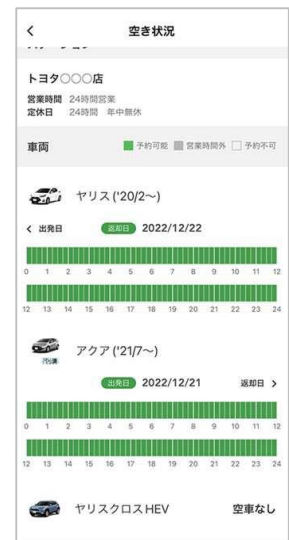 空き状況
トヨタ○○○店
営業時間 24時間営業
定休日 24時間 年中無休
車両 予約可能 営業時間外 予約不可
ヤリス ('20/2〜)
出発日 返却日 2022/12/22
0 1 2 3 4 5 6 7 8 9 10 11 12
12 13 14 15 16 17 18 19 20 21 22 23 24
アクア ('21/7〜)
出発日 2022/12/21 返却日
0 1 2 3 4 5 6 7 8 9 10 11 12
12 13 14 15 16 17 18 19 20 21 22 23 24
ヤリスクロスHEV 空車なし